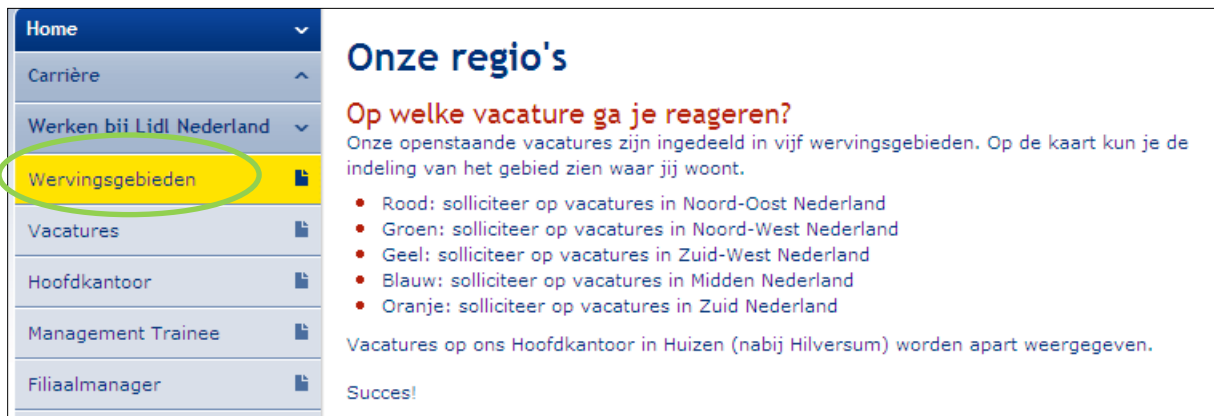 Home
Carrière
Werken bij Lidl Nederland
Wervingsgebieden
Vacatures
Hoofdkantoor
Management Trainee
Filiaalmanager
Onze regio's
Op welke vacature ga je reageren?
Onze openstaande vacatures zijn ingedeeld in vijf wervingsgebieden. Op de kaart kun je de
indeling van het gebied zien waar jij woont.
• Rood: solliciteer op vacatures in Noord-Oost Nederland
• Groen: solliciteer op vacatures in Noord-West Nederland
• Geel: solliciteer op vacatures in Zuid-West Nederland
• Blauw: solliciteer op vacatures in Midden Nederland
• Oranje: solliciteer op vacatures in Zuid Nederland
Vacatures op ons Hoofdkantoor in Huizen (nabij Hilversum) worden apart weergegeven.
Succes!